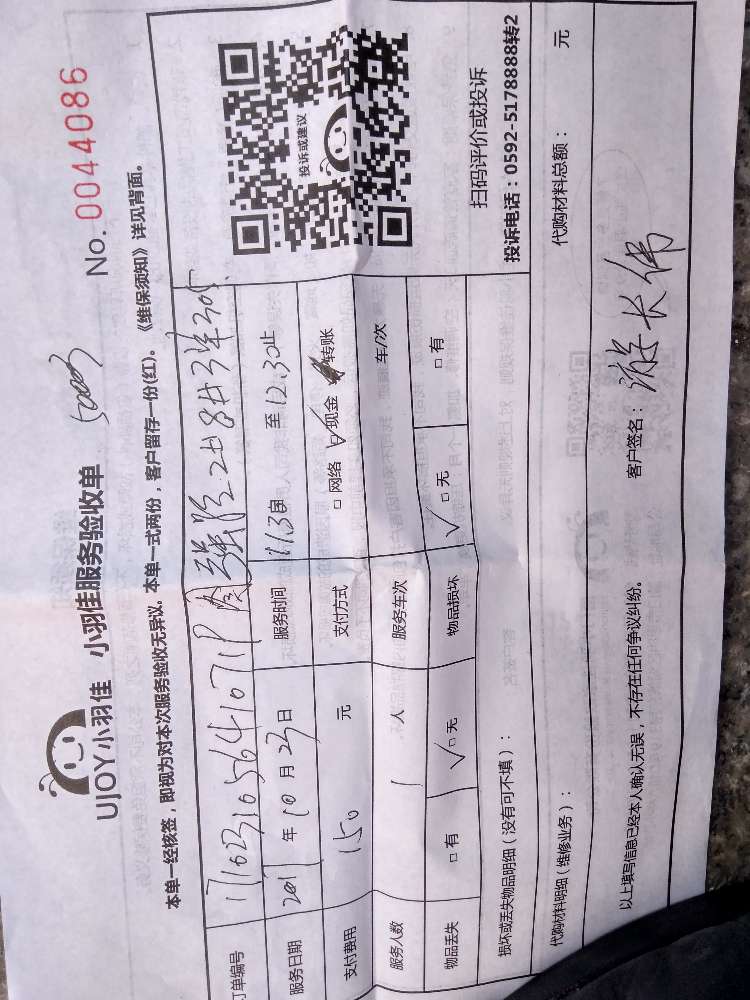 UJOY小羽佳 小羽佳服务验收单 No. 0044086
本单一经核签，即视为对本次服务验收无异议，本单一式两份，客户留存一份(红)。《维保须知》详见背面。
订单编号
服务日期 2017 年 10 月 23 日 服务时间 至 12.30止
支付费用 150 元 支付方式 □网络 ✓现金 转账
服务人数 1 人 服务车次 车/次
物品丢失 □有 ✓□无 物品损坏 ✓□无 □有
投诉或建议
扫码评价或投诉
投诉电话：0592-5178888转2
损坏或丢失物品明细（没有可不填）：
代购材料明细（维修业务）： 代购材料总额： 元
以上填写信息已经本人确认无误，不存在任何争议纠纷。 客户签名： 游长伟